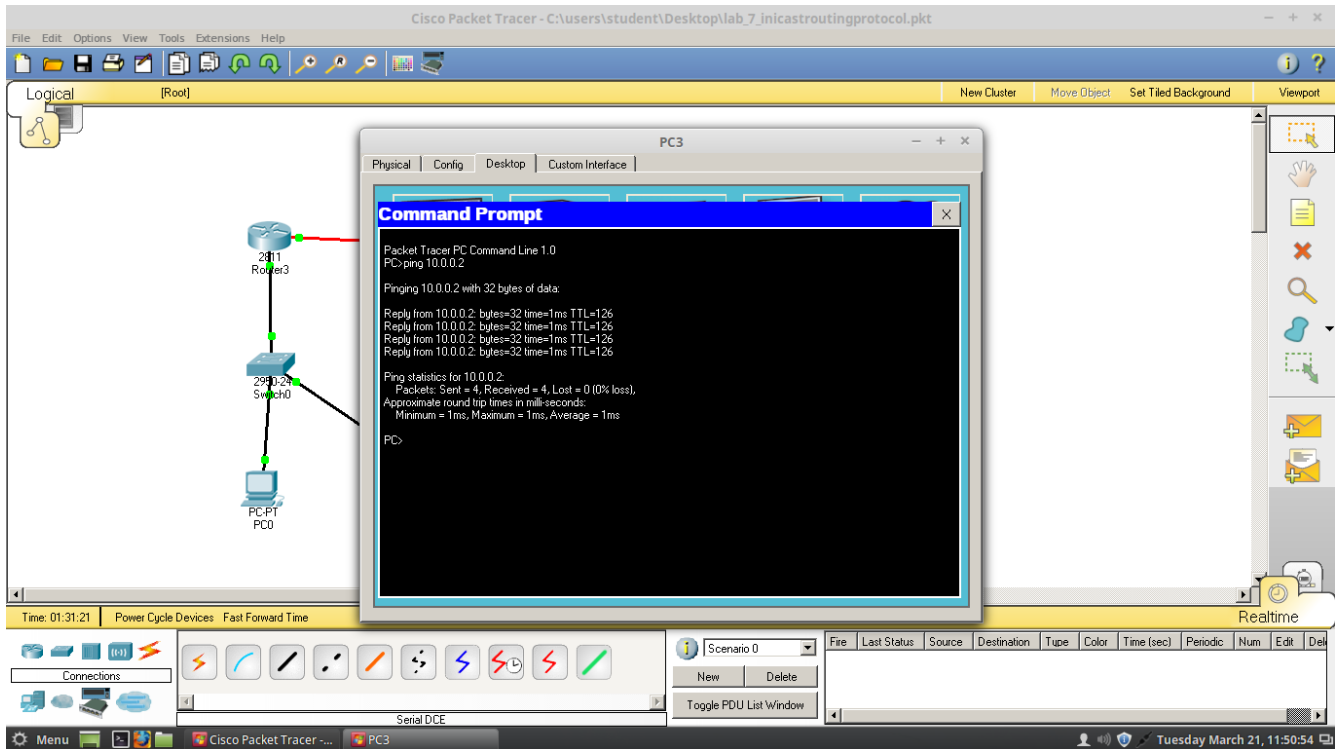 Cisco Packet Tracer - C:\users\student\Desktop\lab_7_inicastroutingprotocol.pkt
File Edit Options View Tools Extensions Help
Logical [Root] New Cluster Move Object Set Tiled Background Viewport
PC3
Physical Config Desktop Custom Interface
Command Prompt
Packet Tracer PC Command Line 1.0
PC>ping 10.0.0.2
Pinging 10.0.0.2 with 32 bytes of data:
Reply from 10.0.0.2: bytes=32 time=1ms TTL=126
Reply from 10.0.0.2: bytes=32 time=1ms TTL=126
Reply from 10.0.0.2: bytes=32 time=1ms TTL=126
Reply from 10.0.0.2: bytes=32 time=1ms TTL=126
Ping statistics for 10.0.0.2:
Packets: Sent = 4, Received = 4, Lost = 0 (0% loss),
Approximate round trip times in milli-seconds:
Minimum = 1ms, Maximum = 1ms, Average = 1ms
PC>
2811
Router3
2950-24
Switch0
PC-PT
PC0
Time: 01:31:21 Power Cycle Devices Fast Forward Time Realtime
Connections
Serial DCE
Scenario 0
New Delete
Toggle PDU List Window
Fire Last Status Source Destination Type Color Time (sec) Periodic Num Edit Dele
Menu Cisco Packet Tracer -... PC3 Tuesday March 21, 11:50:54